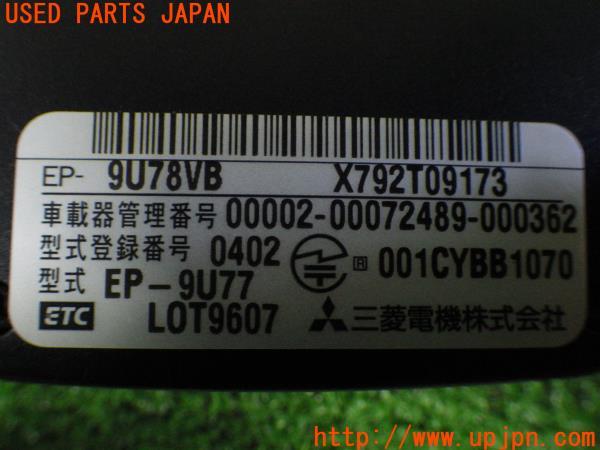 USED PARTS JAPAN
EP- 9U78VB X792T09173
車載器管理番号 00002-00072489-000362
型式登録番号 0402 R 001CYBB1070
型式 EP-9U77
ETC LOT9607 三菱電機株式会社
http://www.upjpn.com/